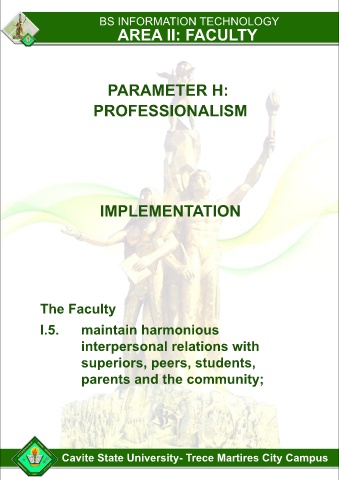 BS INFORMATION TECHNOLOGY
AREA II: FACULTY
PARAMETER H:
PROFESSIONALISM
IMPLEMENTATION
The Faculty
I.5. maintain harmonious
interpersonal relations with
superiors, peers, students,
parents and the community;
Cavite State University- Trece Martires City Campus